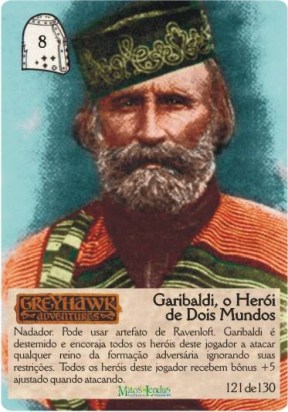 8
GREYHAWK
ADVENTURES
Garibaldi, o Herói
de Dois Mundos
Nadador. Pode usar artefato de Ravenloft. Garibaldi é
destemido e encoraja todos os heróis deste jogador a atacar
qualquer reino da formação adversária ignorando suas
restrições. Todos os heróis deste jogador recebem bônus +5
ajustado quando atacando.
Mitos e Lendas
121 de 130